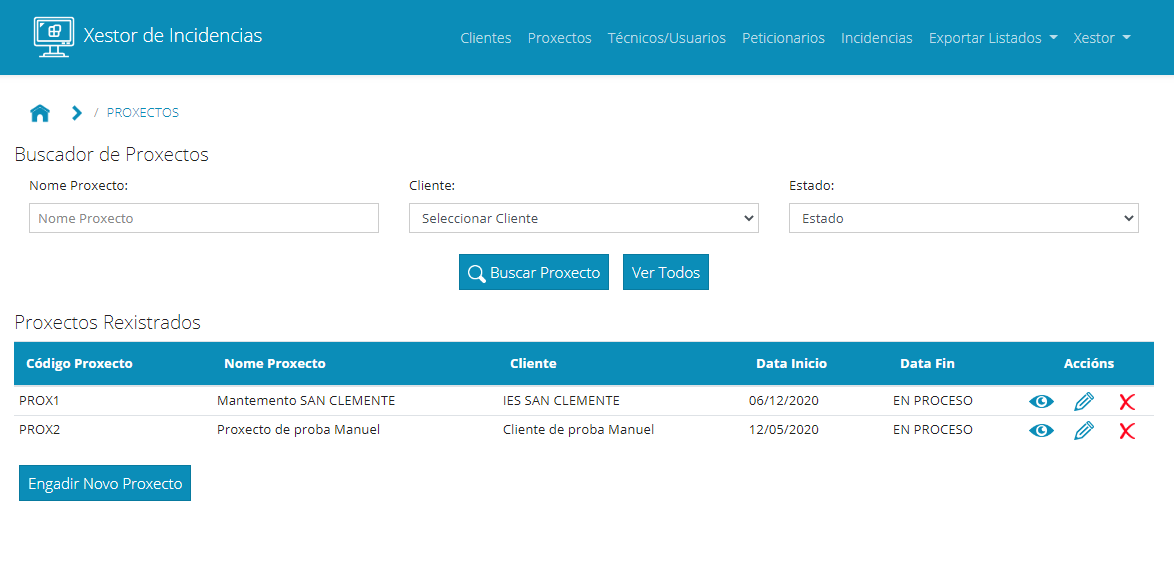 Xestor de Incidencias
Clientes Proxectos Técnicos/Usuarios Peticionarios Incidencias Exportar Listados Xestor
/ PROXECTOS
Buscador de Proxectos
Nome Proxecto: Cliente: Estado:
Nome Proxecto Seleccionar Cliente Estado
Buscar Proxecto Ver Todos
Proxectos Rexistrados
Código Proxecto Nome Proxecto Cliente Data Inicio Data Fin Accións
PROX1 Mantemento SAN CLEMENTE IES SAN CLEMENTE 06/12/2020 EN PROCESO
PROX2 Proxecto de proba Manuel Cliente de proba Manuel 12/05/2020 EN PROCESO
Engadir Novo Proxecto